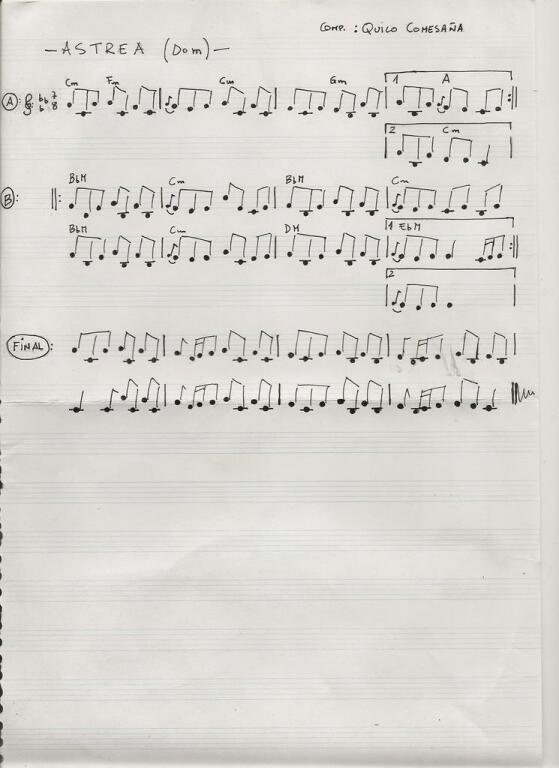 COMP. : QUICO COMESAÑA
- ASTREA (Dom) -
Cm Fm Cm Gm 1 A
A : 7
8
2 Cm
BbM Cm BbM Cm
B :
BbM Cm DM 1 EbM
2
FINAL :